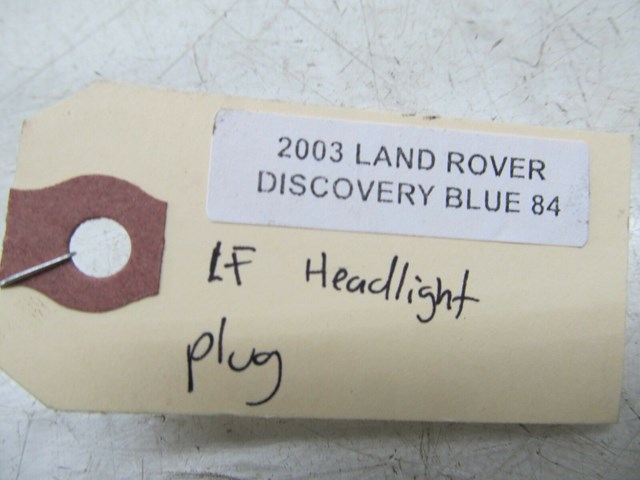 2003 LAND ROVER
DISCOVERY BLUE 84
LF Headlight
plug